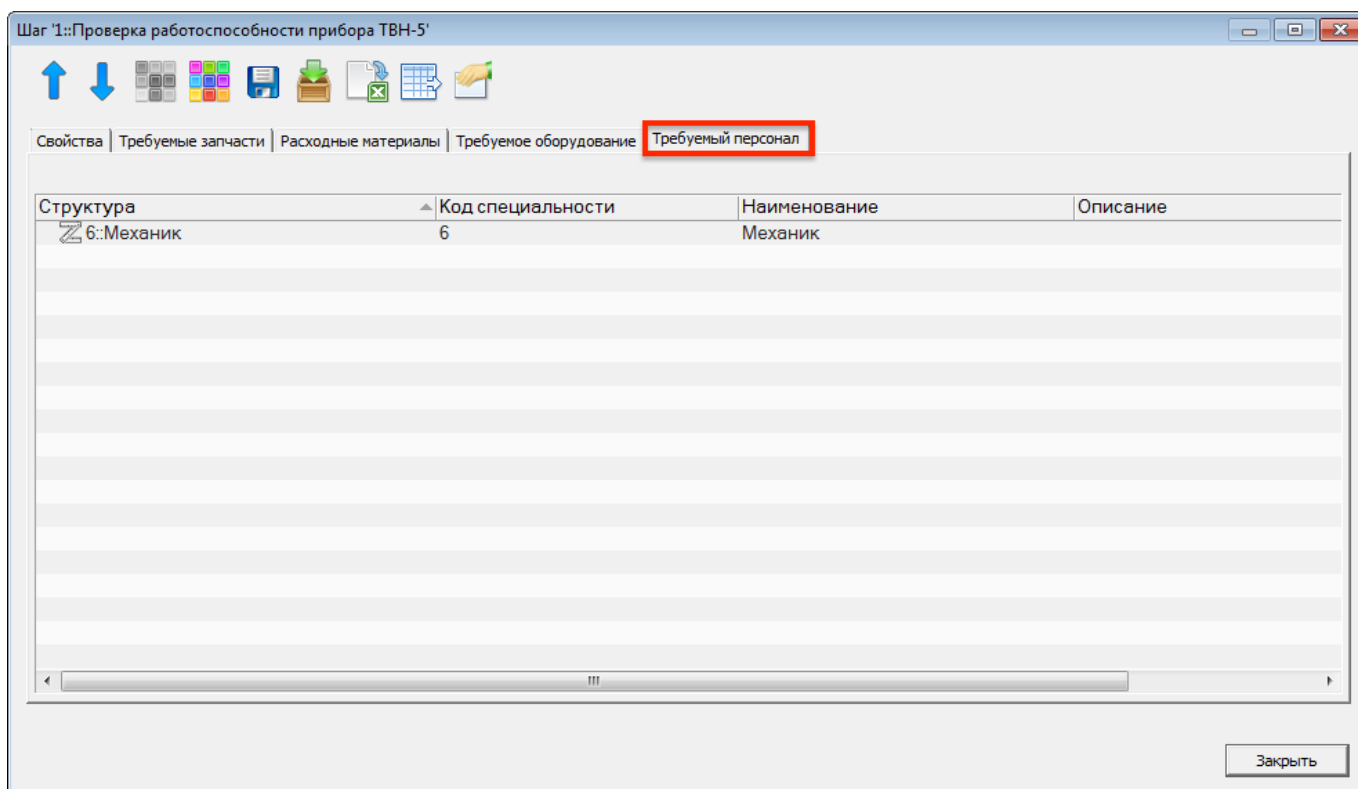 Шаг '1::Проверка работоспособности прибора ТВН-5'
Свойства Требуемые запчасти Расходные материалы Требуемое оборудование Требуемый персонал
Структура Код специальности Наименование Описание
6::Механик 6 Механик
Закрыть